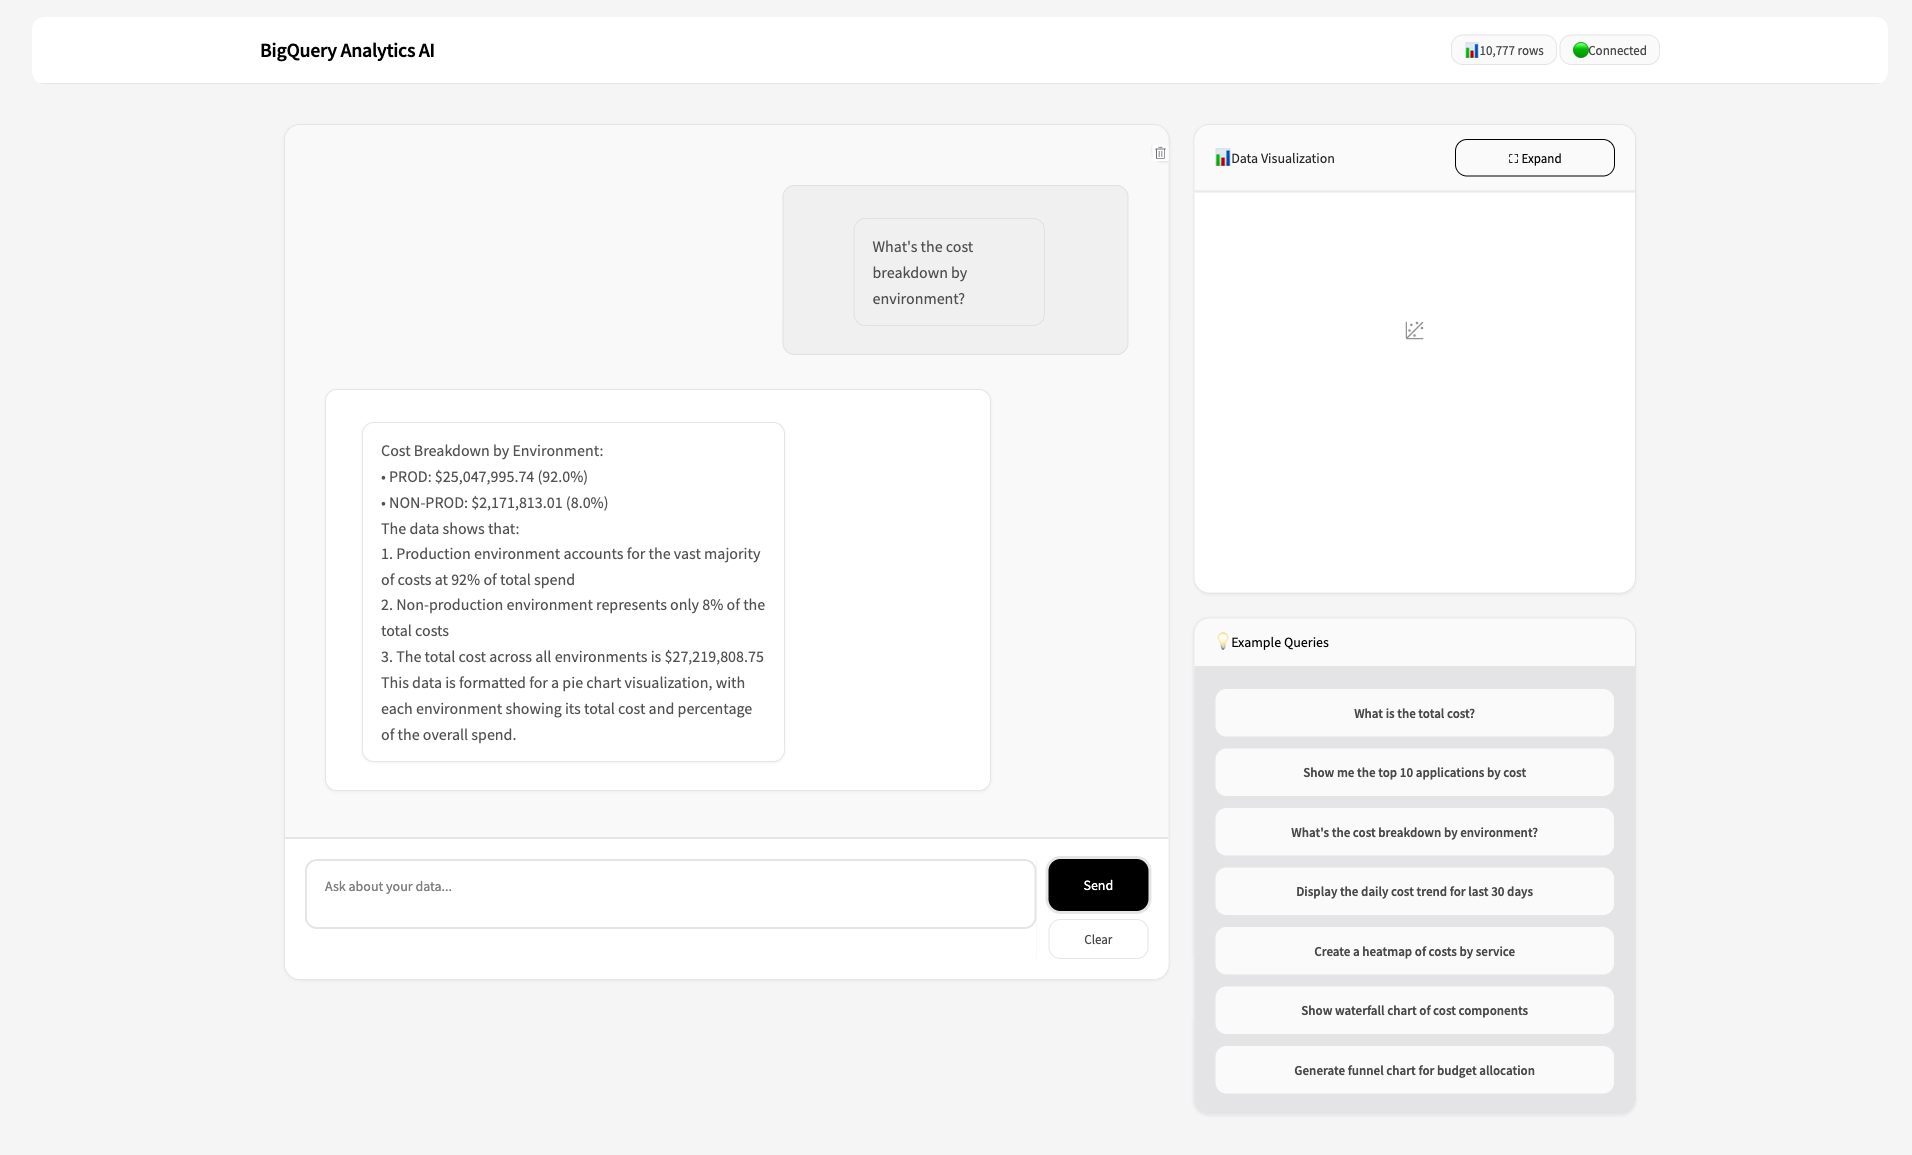 BigQuery Analytics AI
10,777 rows
Connected
What's the cost
breakdown by
environment?
Cost Breakdown by Environment:
• PROD: $25,047,995.74 (92.0%)
• NON-PROD: $2,171,813.01 (8.0%)
The data shows that:
1. Production environment accounts for the vast majority
of costs at 92% of total spend
2. Non-production environment represents only 8% of the
total costs
3. The total cost across all environments is $27,219,808.75
This data is formatted for a pie chart visualization, with
each environment showing its total cost and percentage
of the overall spend.
Ask about your data...
Send
Clear
Data Visualization
Expand
Example Queries
What is the total cost?
Show me the top 10 applications by cost
What's the cost breakdown by environment?
Display the daily cost trend for last 30 days
Create a heatmap of costs by service
Show waterfall chart of cost components
Generate funnel chart for budget allocation